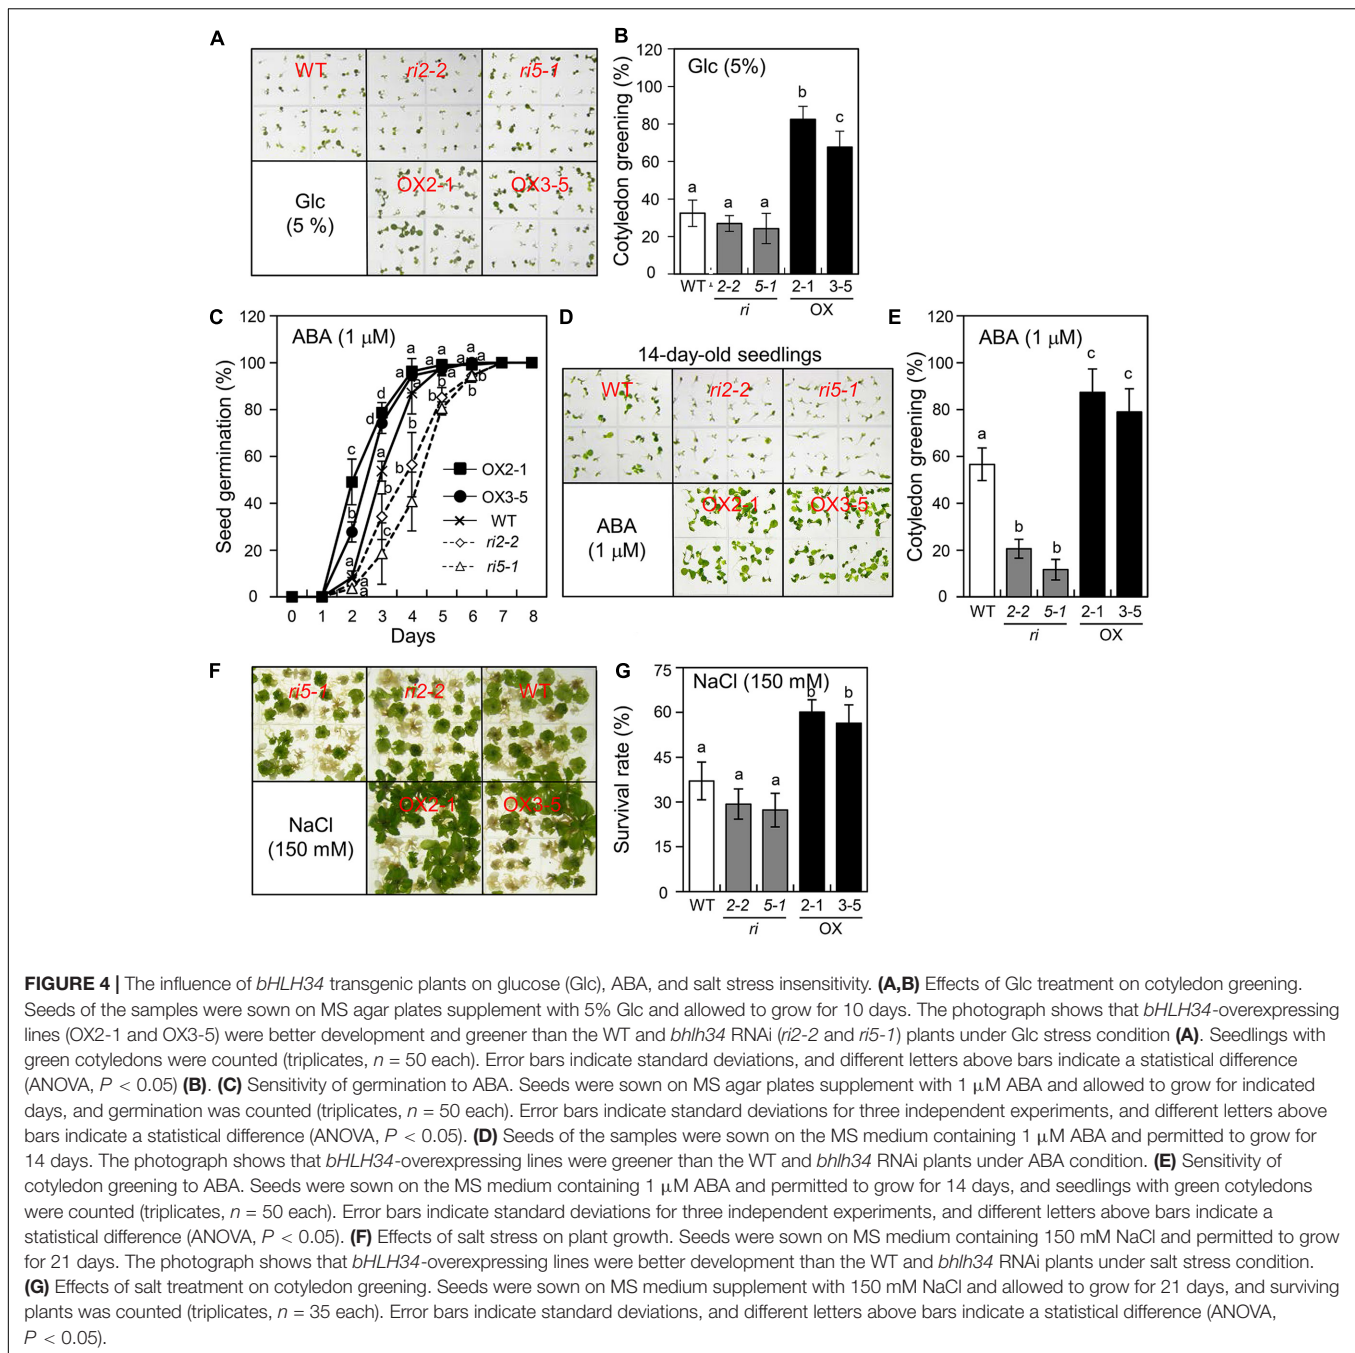 A
WT
ri2-2
ri5-1
Glc
(5 %)
OX2-1
OX3-5
B
Glc (5%)
Cotyledon greening (%)
120
100
80
60
40
20
0
a
a
a
b
c
WT
2-2
5-1
2-1
3-5
ri
OX
C
ABA (1 μM)
Seed germination (%)
120
100
80
60
40
20
0
a
a
a
a
a
a
a
a
b
b
b
b
d
d
c
b
b
a
b
b
c
a
a
OX2-1
OX3-5
WT
ri2-2
ri5-1
0 1 2 3 4 5 6 7 8
Days
D
14-day-old seedlings
WT
ri2-2
ri5-1
ABA
(1 μM)
OX2-1
OX3-5
E
ABA (1 μM)
Cotyledon greening (%)
120
100
80
60
40
20
0
a
b
b
c
c
WT
2-2
5-1
2-1
3-5
ri
OX
F
ri5-1
ri2-2
WT
NaCl
(150 mM)
OX2-1
OX3-5
G
NaCl (150 mM)
Survival rate (%)
75
60
45
30
15
0
a
a
a
b
b
WT
2-2
5-1
2-1
3-5
ri
OX
FIGURE 4 | The influence of bHLH34 transgenic plants on glucose (Glc), ABA, and salt stress insensitivity. (A,B) Effects of Glc treatment on cotyledon greening.
Seeds of the samples were sown on MS agar plates supplement with 5% Glc and allowed to grow for 10 days. The photograph shows that bHLH34-overexpressing
lines (OX2-1 and OX3-5) were better development and greener than the WT and bhlh34 RNAi (ri2-2 and ri5-1) plants under Glc stress condition (A). Seedlings with
green cotyledons were counted (triplicates, n = 50 each). Error bars indicate standard deviations, and different letters above bars indicate a statistical difference
(ANOVA, P < 0.05) (B). (C) Sensitivity of germination to ABA. Seeds were sown on MS agar plates supplement with 1 μM ABA and allowed to grow for indicated
days, and germination was counted (triplicates, n = 50 each). Error bars indicate standard deviations for three independent experiments, and different letters above
bars indicate a statistical difference (ANOVA, P < 0.05). (D) Seeds of the samples were sown on the MS medium containing 1 μM ABA and permitted to grow for
14 days. The photograph shows that bHLH34-overexpressing lines were greener than the WT and bhlh34 RNAi plants under ABA condition. (E) Sensitivity of
cotyledon greening to ABA. Seeds were sown on the MS medium containing 1 μM ABA and permitted to grow for 14 days, and seedlings with green cotyledons
were counted (triplicates, n = 50 each). Error bars indicate standard deviations for three independent experiments, and different letters above bars indicate a
statistical difference (ANOVA, P < 0.05). (F) Effects of salt stress on plant growth. Seeds were sown on MS medium containing 150 mM NaCl and permitted to grow
for 21 days. The photograph shows that bHLH34-overexpressing lines were better development than the WT and bhlh34 RNAi plants under salt stress condition.
(G) Effects of salt treatment on cotyledon greening. Seeds were sown on MS medium supplement with 150 mM NaCl and allowed to grow for 21 days, and surviving
plants was counted (triplicates, n = 35 each). Error bars indicate standard deviations, and different letters above bars indicate a statistical difference (ANOVA,
P < 0.05).